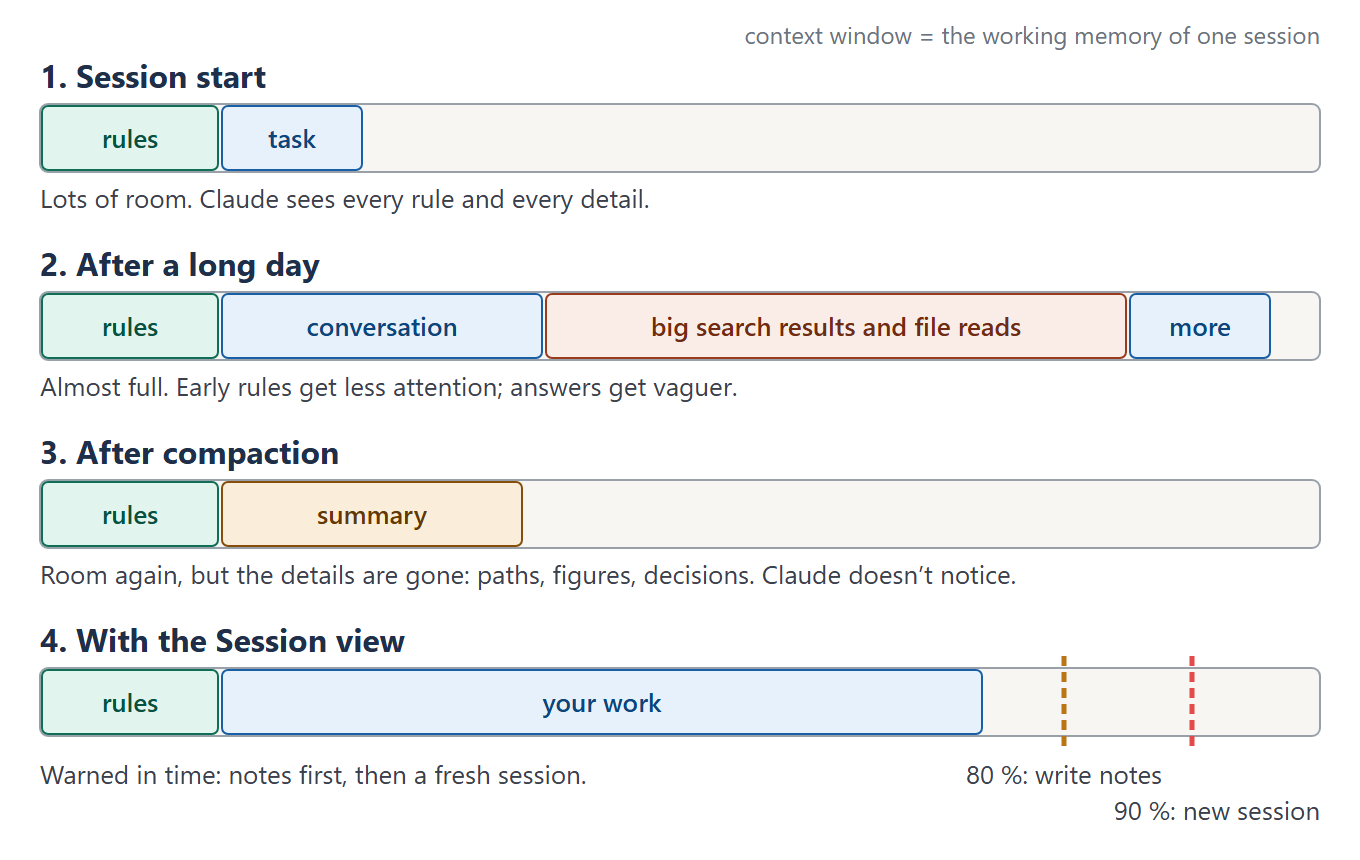 context window = the working memory of one session
1. Session start
rules
task
Lots of room. Claude sees every rule and every detail.
2. After a long day
rules
conversation
big search results and file reads
more
Almost full. Early rules get less attention; answers get vaguer.
3. After compaction
rules
summary
Room again, but the details are gone: paths, figures, decisions. Claude doesn’t notice.
4. With the Session view
rules
your work
Warned in time: notes first, then a fresh session.
80 %: write notes
90 %: new session